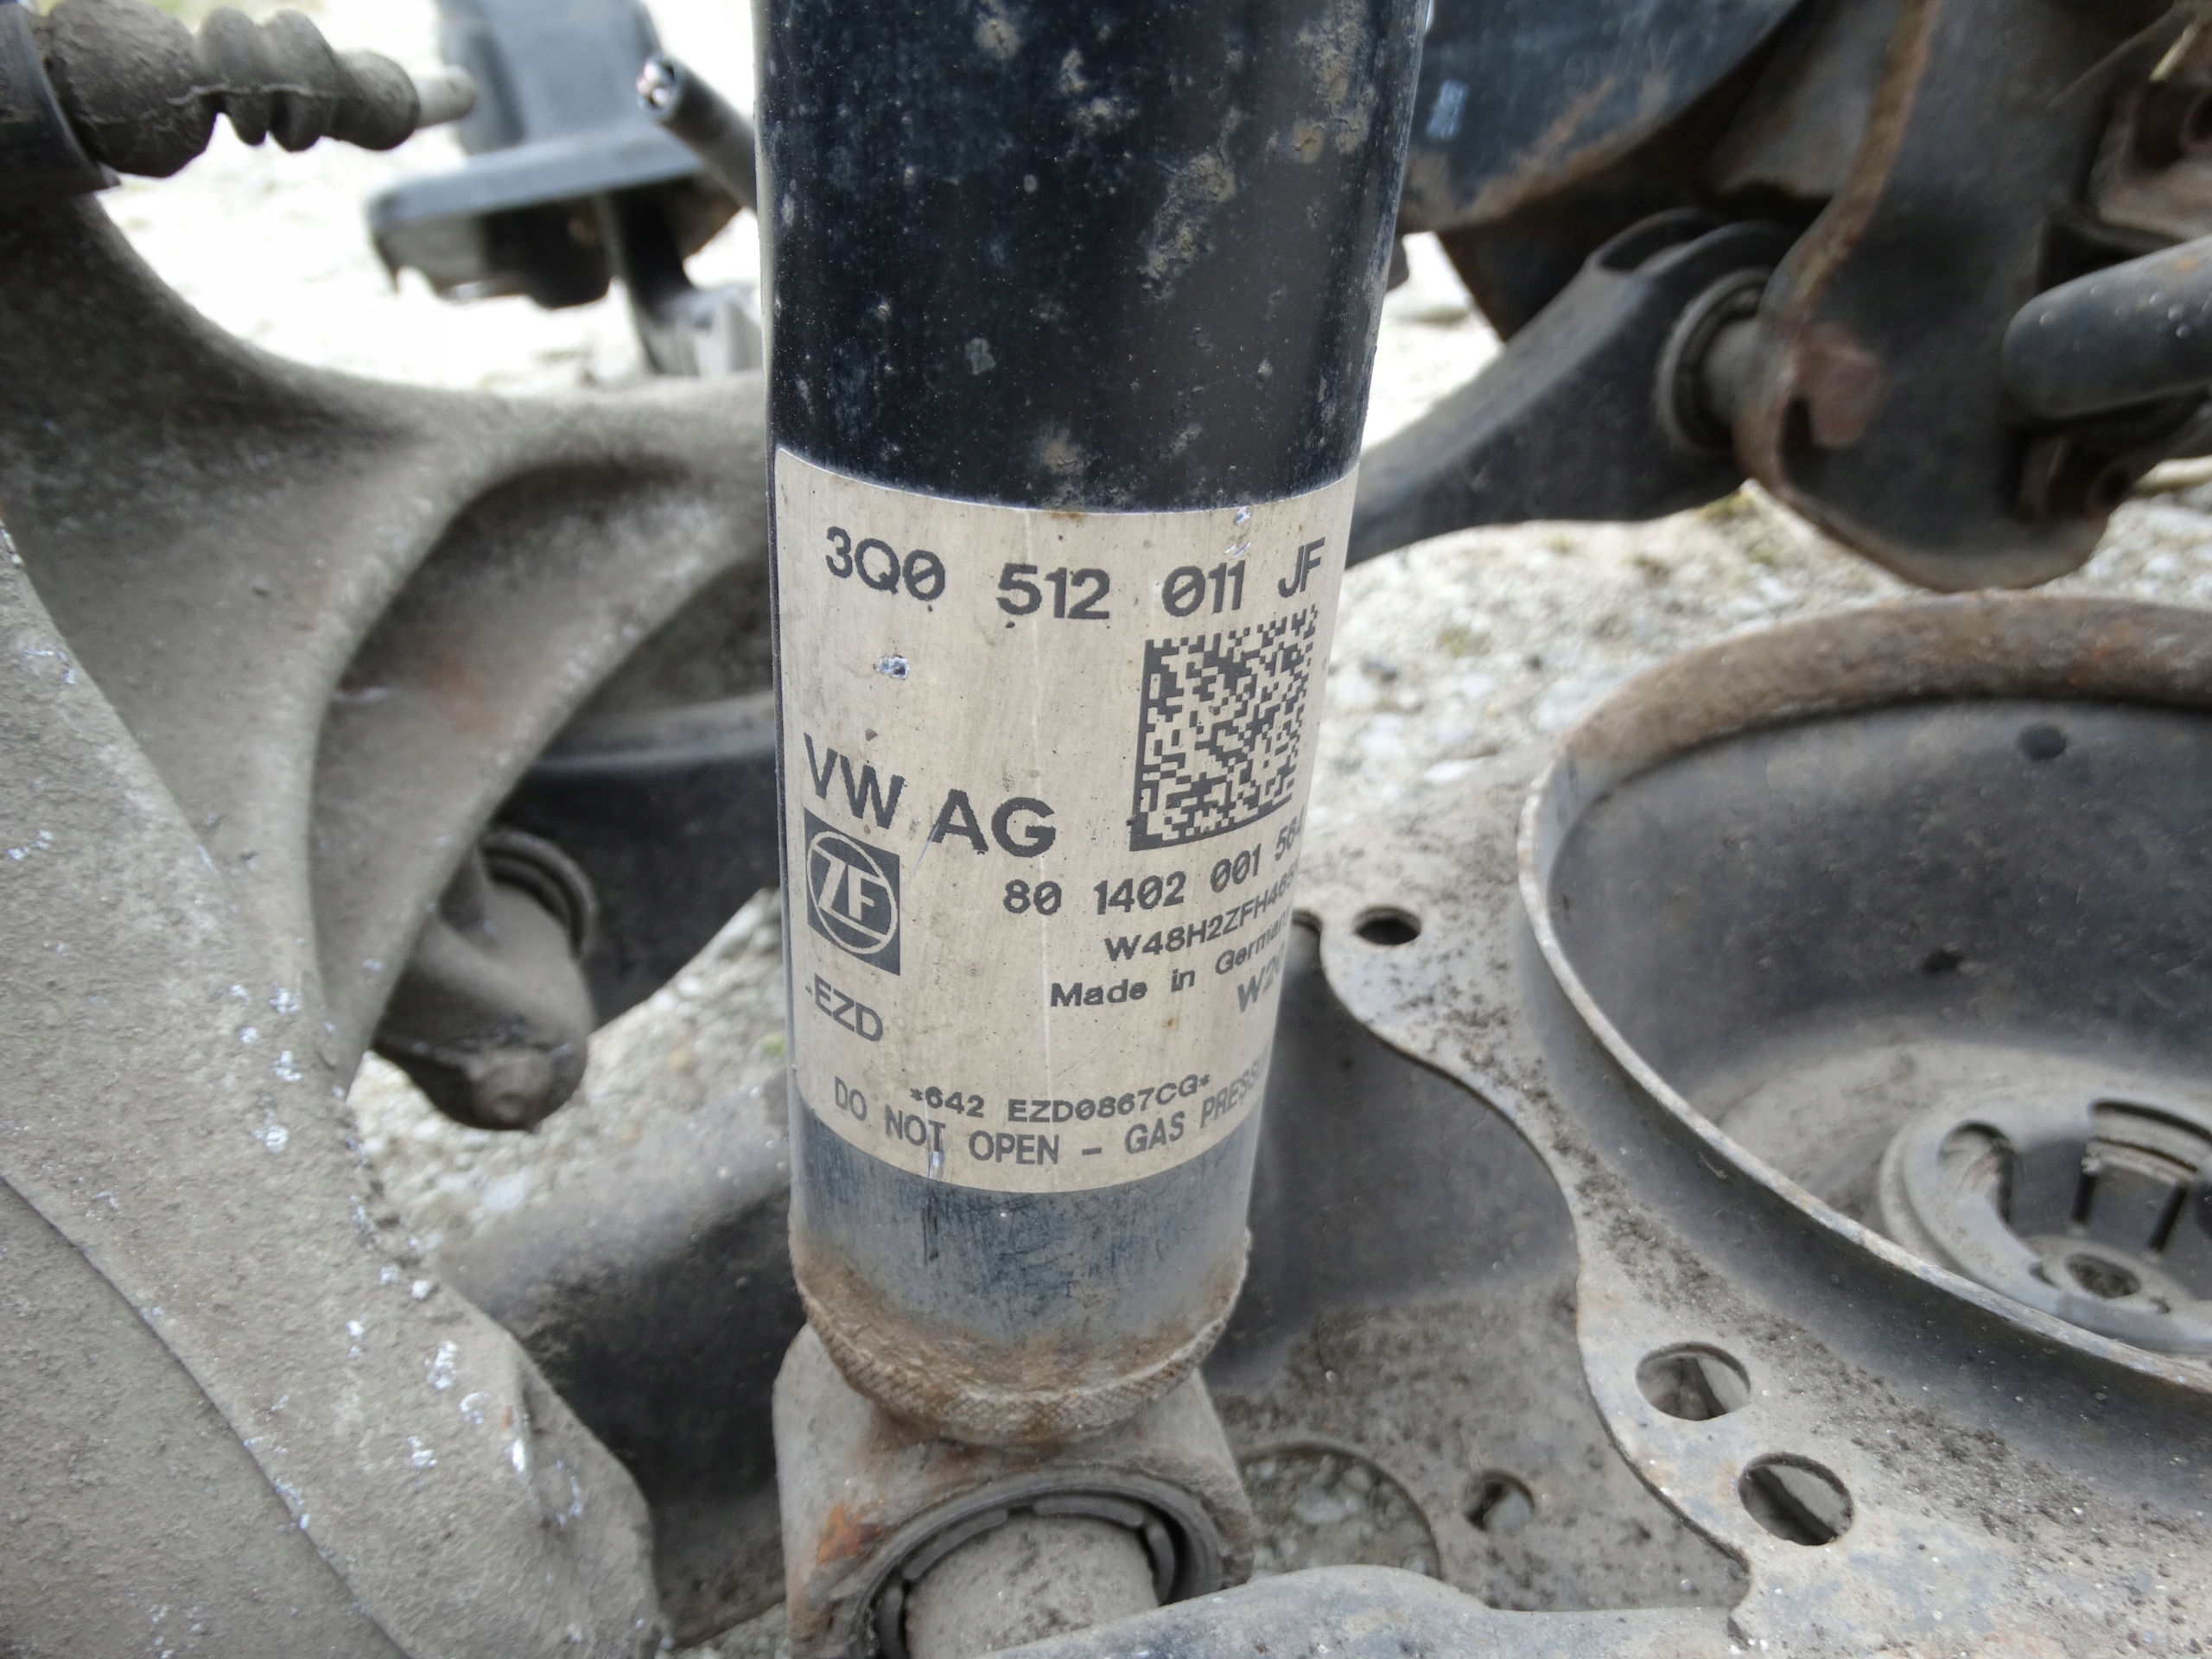 3Q0 512 011 JF
VW AG
ZF
80 1402 001
Made in
EZD
*642 EZD0867CG*
DO NOT OPEN - GAS